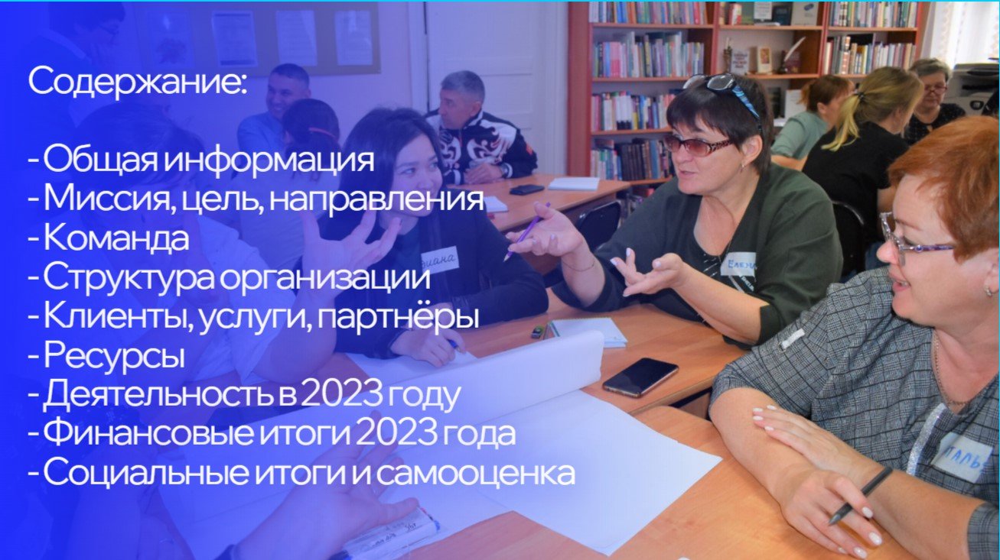 Содержание:
- Общая информация
- Миссия, цель, направления
- Команда
- Структура организации
- Клиенты, услуги, партнёры
- Ресурсы
- Деятельность в 2023 году
- Финансовые итоги 2023 года
- Социальные итоги и самооценка